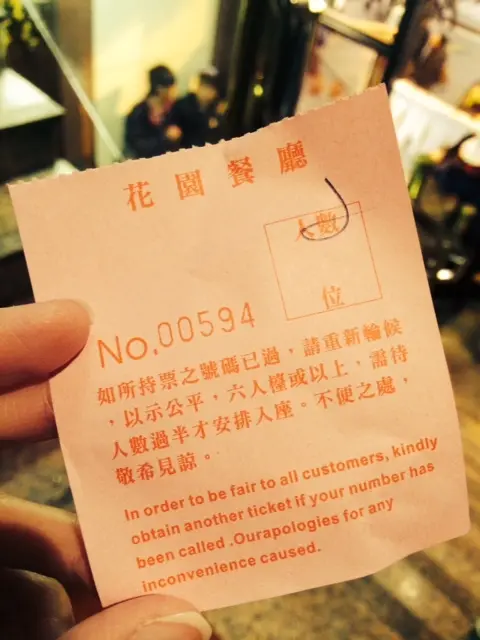 花園餐廳
人數
位
No.00594
如所持票之號碼已過，請重新輪候
，以示公平，六人檯或以上，需待
人數過半才安排入座。不便之處，
敬希見諒。
In order to be fair to all customers, kindly
obtain another ticket if your number has
been called .Ourapologies for any
inconvenience caused.